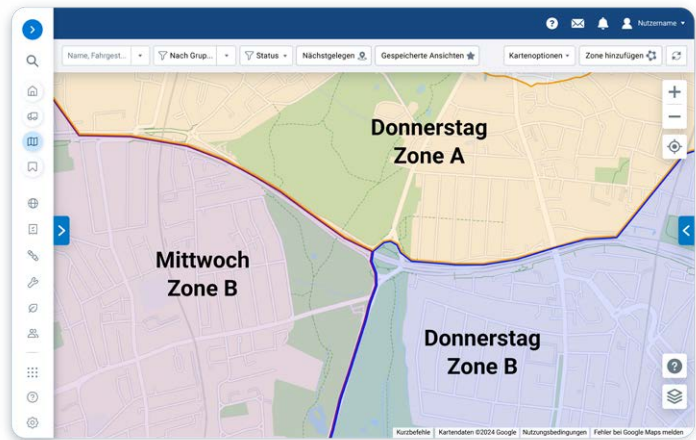 Nutzername
Name, Fahrgest...
Nach Grup...
Status
Nächstgelegen
Gespeicherte Ansichten
Kartenoptionen
Zone hinzufügen
Donnerstag
Zone A
Mittwoch
Zone B
Donnerstag
Zone B
Kurzbefehle
Kartendaten ©2024 Google
Nutzungsbedingungen
Fehler bei Google Maps melden